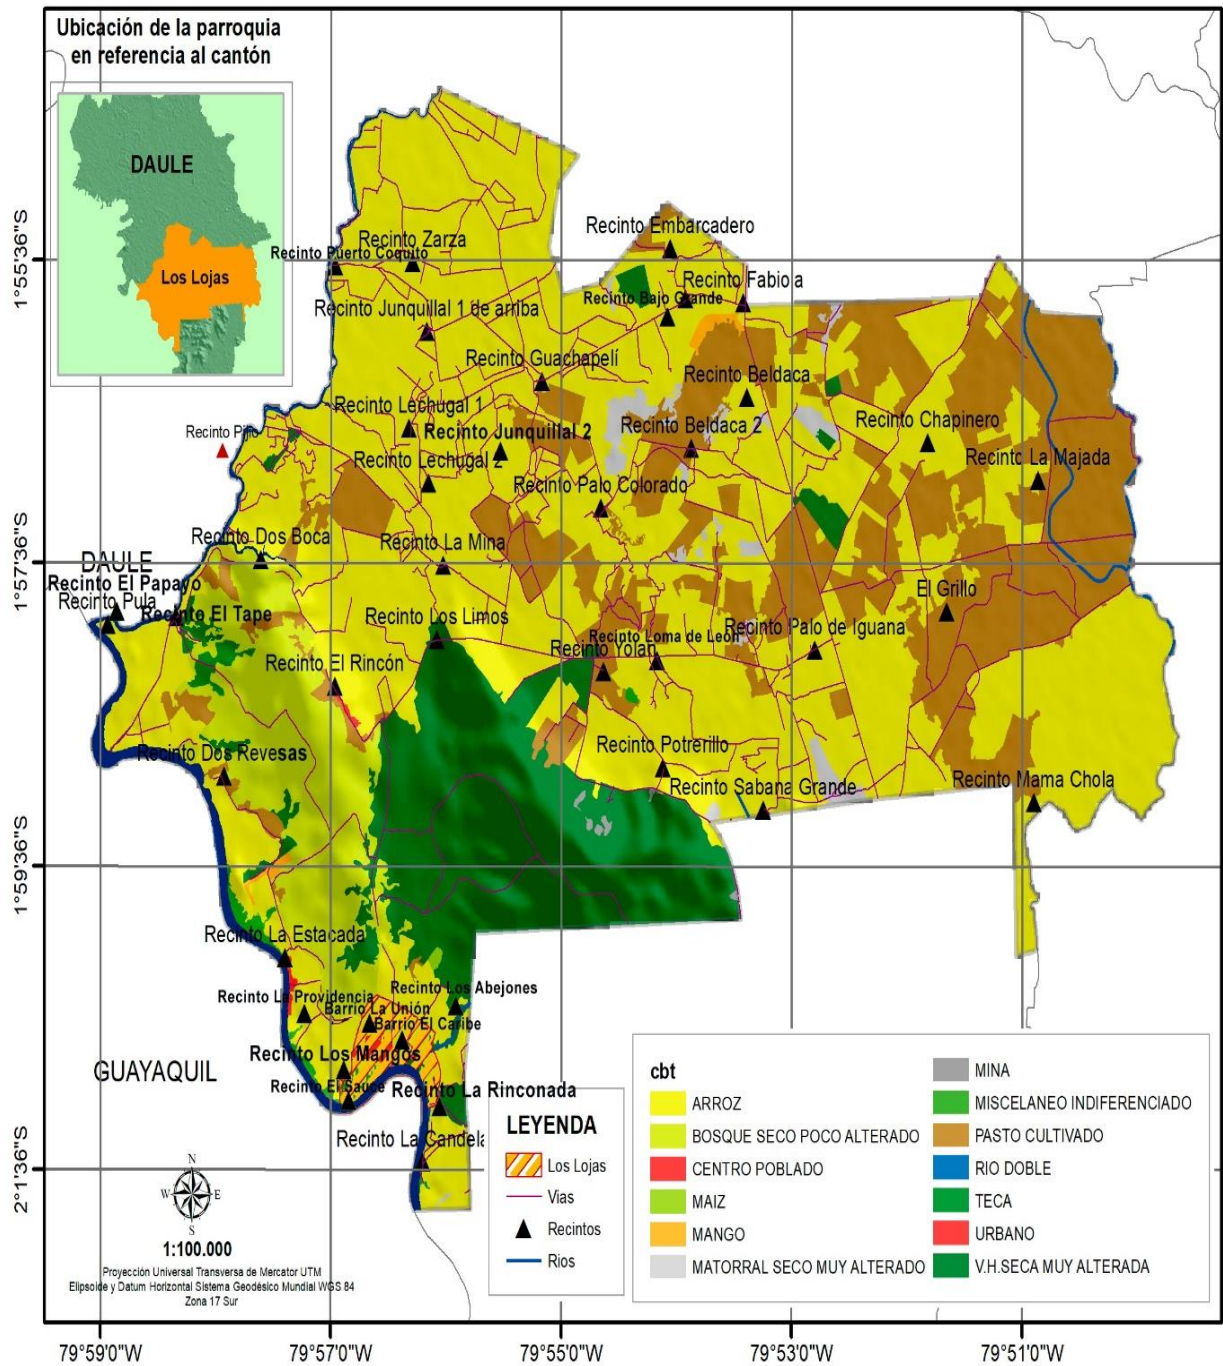 Ubicación de la parroquia
en referencia al cantón
DAULE
Los Lojas
1°55'36"S
1°57'36"S
1°59'36"S
2°1'36"S
Recinto Embarcadero
Recinto Zarza
Recinto Puerto Coquito
Recinto Fabiola
Recinto Bajo Grande
Recinto Junquillal 1 de arriba
Recinto Guachapelí
Recinto Beldaca
Recinto Lechugal 1
Recinto Chapinero
Recinto Beldaca 2
Recinto Junquillal 2
Recinto Pijio
Recinto Lechugal 2
Recinto La Majada
Recinto Palo Colorado
Recinto Dos Boca
Recinto La Mina
DAULE
Recinto El Papayo
El Grillo
Recinto Pula
Recinto El Tape
Recinto Los Limos
Recinto Palo de Iguana
Recinto Loma de León
Recinto Yolan
Recinto El Rincón
Recinto Potrerillo
Recinto Dos Revesas
Recinto Sabana Grande
Recinto Mama Chola
Recinto La Estacada
Recinto Los Abejones
Recinto La Providencia
Barrio La Unión
Barrio El Caribe
Recinto Los Mangos
GUAYAQUIL
Recinto El Sauce
Recinto La Rinconada
Recinto La Candela
LEYENDA
Los Lojas
Vias
Recintos
Rios
cbt
ARROZ
BOSQUE SECO POCO ALTERADO
CENTRO POBLADO
MAIZ
MANGO
MATORRAL SECO MUY ALTERADO
MINA
MISCELANEO INDIFERENCIADO
PASTO CULTIVADO
RIO DOBLE
TECA
URBANO
V.H.SECA MUY ALTERADA
N
W
E
S
1:100.000
Proyección Universal Transversa de Mercator UTM
Elipsoide y Datum Horizontal Sistema Geodésico Mundial WGS 84
Zona 17 Sur
79°59'0"W
79°57'0"W
79°55'0"W
79°53'0"W
79°51'0"W